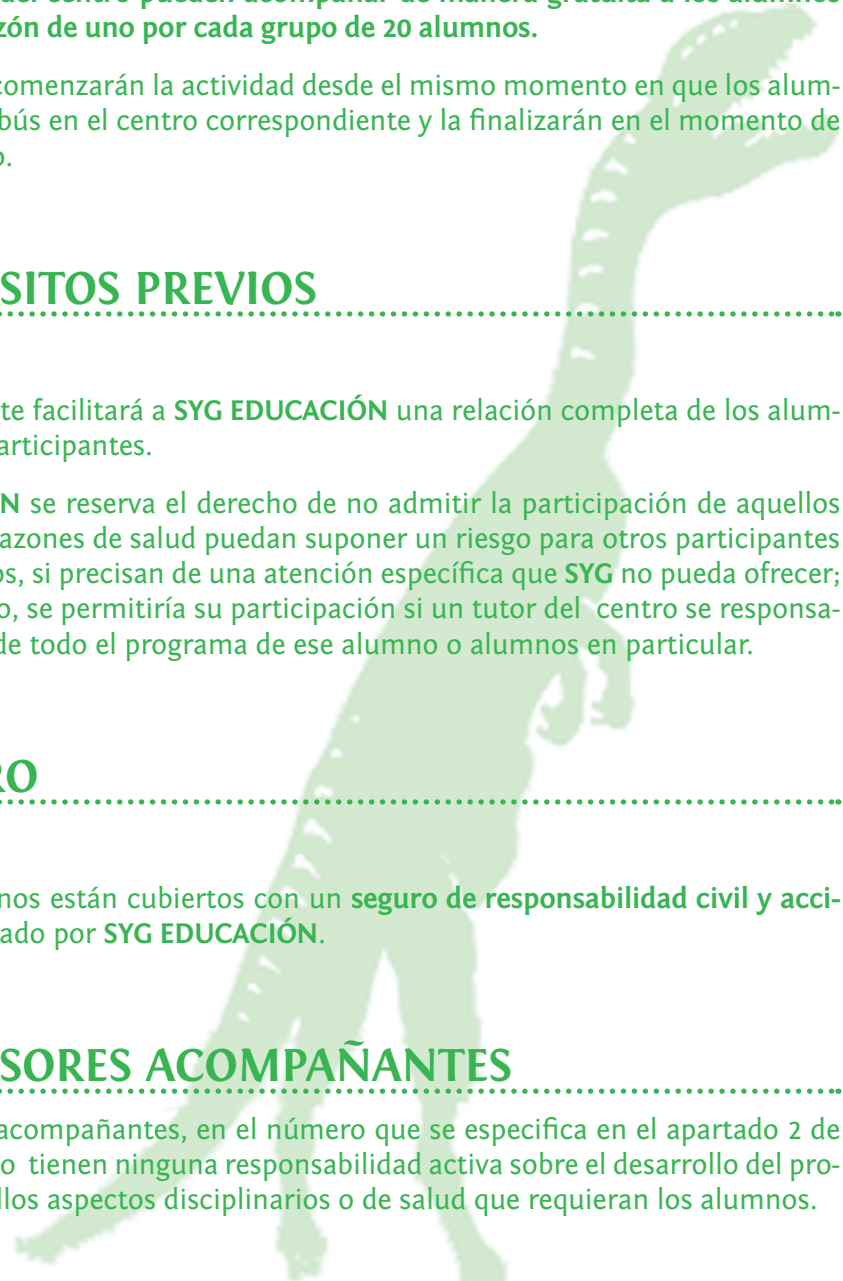 del centro pueden acompañar de manera gratuita a los alumnos
zón de uno por cada grupo de 20 alumnos.
comenzarán la actividad desde el mismo momento en que los alum-
bús en el centro correspondiente y la finalizarán en el momento de
o.
SITOS PREVIOS
te facilitará a SYG EDUCACIÓN una relación completa de los alum-
articipantes.
N se reserva el derecho de no admitir la participación de aquellos
azones de salud puedan suponer un riesgo para otros participantes
os, si precisan de una atención específica que SYG no pueda ofrecer;
o, se permitiría su participación si un tutor del centro se responsa-
de todo el programa de ese alumno o alumnos en particular.
RO
nos están cubiertos con un seguro de responsabilidad civil y acci-
ado por SYG EDUCACIÓN.
SORES ACOMPAÑANTES
acompañantes, en el número que se especifica en el apartado 2 de
o tienen ninguna responsabilidad activa sobre el desarrollo del pro-
llos aspectos disciplinarios o de salud que requieran los alumnos.